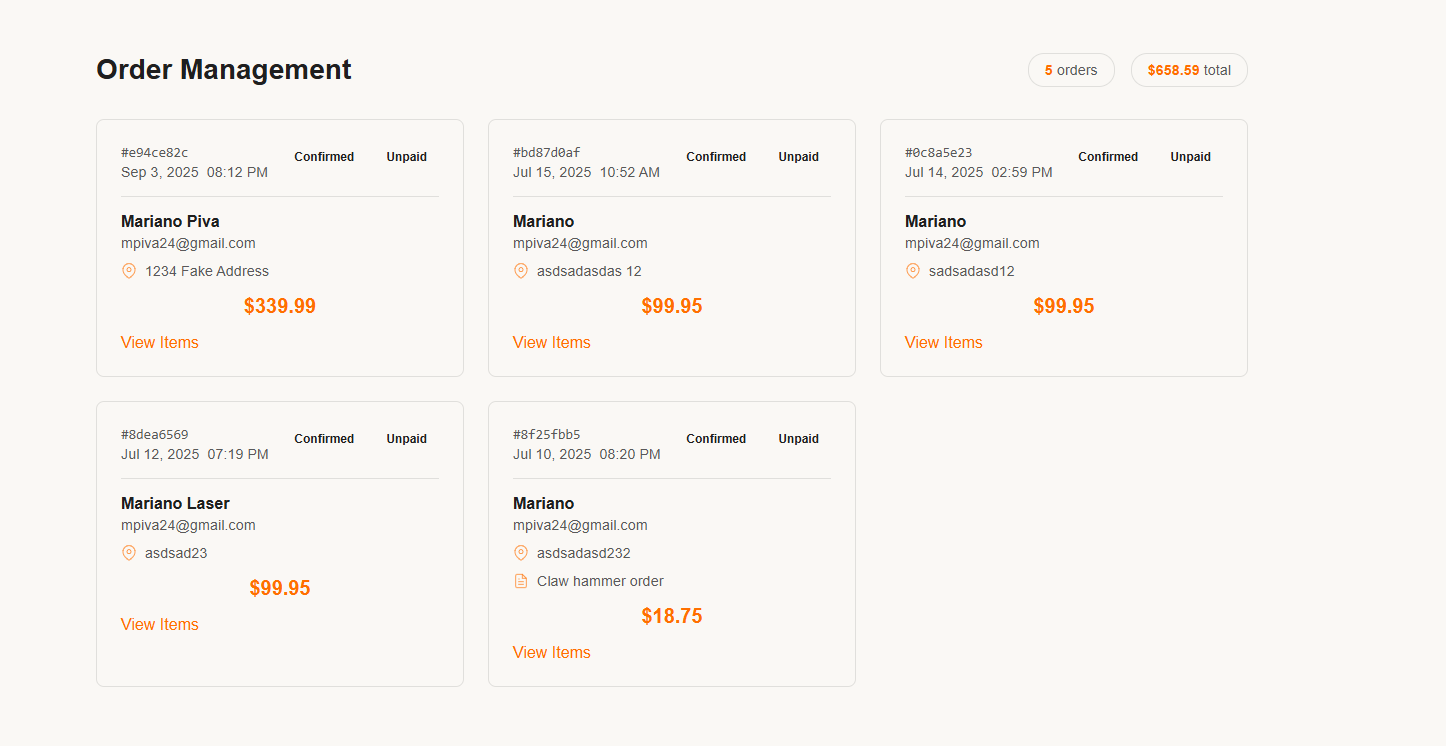 Order Management
5 orders
$658.59 total
#e94ce82c
Sep 3, 2025 08:12 PM
Confirmed
Unpaid
Mariano Piva
mpiva24@gmail.com
1234 Fake Address
$339.99
View Items
#bd87d0af
Jul 15, 2025 10:52 AM
Confirmed
Unpaid
Mariano
mpiva24@gmail.com
asdsadasdas 12
$99.95
View Items
#0c8a5e23
Jul 14, 2025 02:59 PM
Confirmed
Unpaid
Mariano
mpiva24@gmail.com
sadsadasd12
$99.95
View Items
#8dea6569
Jul 12, 2025 07:19 PM
Confirmed
Unpaid
Mariano Laser
mpiva24@gmail.com
asdsad23
$99.95
View Items
#8f25fbb5
Jul 10, 2025 08:20 PM
Confirmed
Unpaid
Mariano
mpiva24@gmail.com
asdsadasd232
Claw hammer order
$18.75
View Items